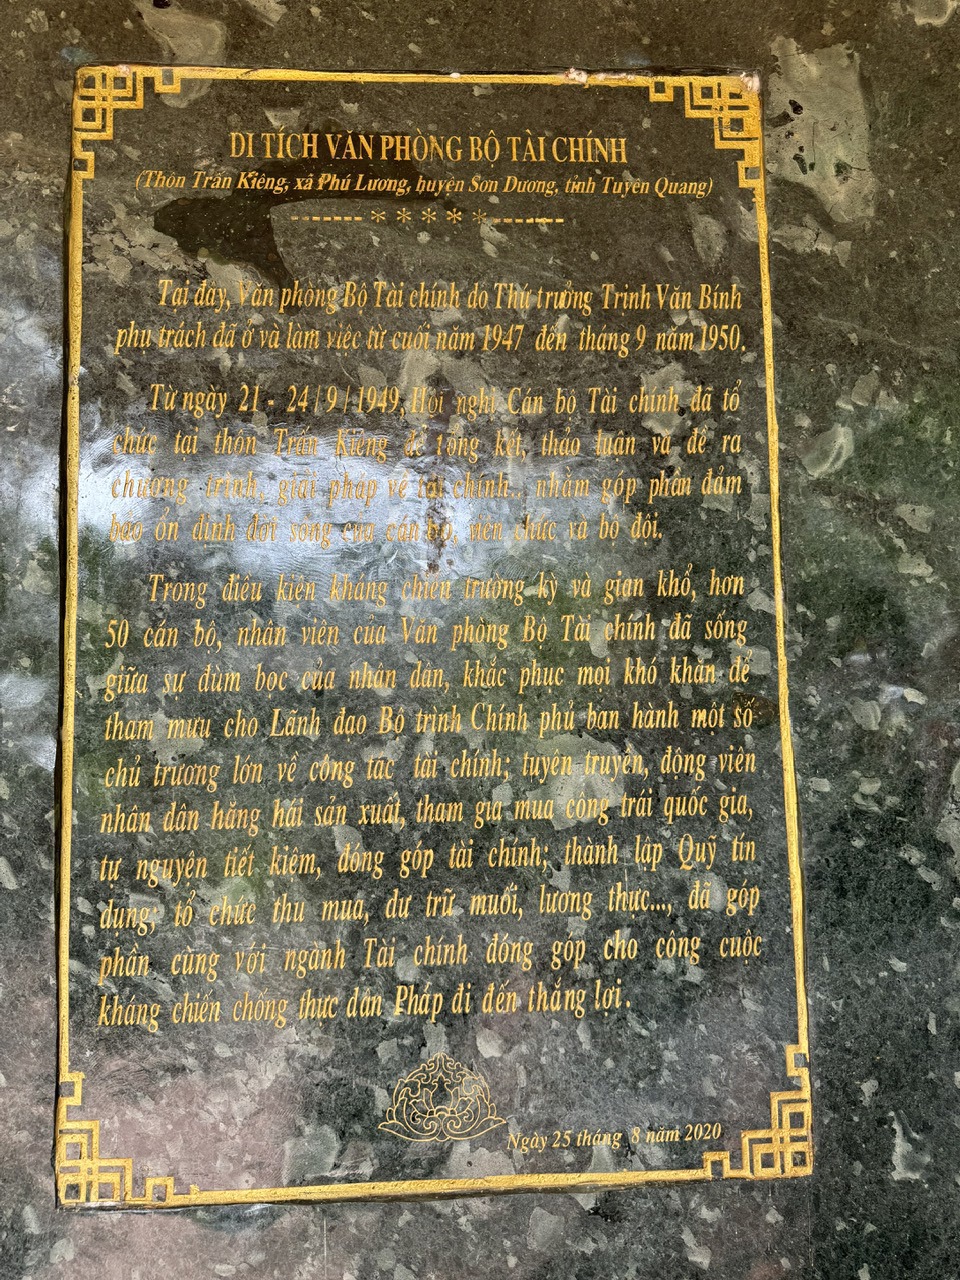 DI TÍCH VĂN PHÒNG BỘ TÀI CHÍNH
(Thôn Trấn Kiêng, xã Phú Lương, huyện Sơn Dương, tỉnh Tuyên Quang)
------*****------
Tại đây, Văn phòng Bộ Tài chính do Thứ trưởng Trịnh Văn Bính
phụ trách đã ở và làm việc từ cuối năm 1947 đến tháng 9 năm 1950.
Từ ngày 21 - 24/9/1949, Hội nghị Cán bộ Tài chính đã tổ
chức tại thôn Trấn Kiêng để tổng kết, thảo luận và đề ra
chương trình, giải pháp về tài chính... nhằm góp phần đảm
bảo ổn định đời sống của cán bộ, viên chức và bộ đội.
Trong điều kiện kháng chiến trường kỳ và gian khổ, hơn
50 cán bộ, nhân viên của Văn phòng Bộ Tài chính đã sống
giữa sự đùm bọc của nhân dân, khắc phục mọi khó khăn để
tham mưu cho Lãnh đạo Bộ trình Chính phủ ban hành một số
chủ trương lớn về công tác tài chính; tuyên truyền, động viên
nhân dân hăng hái sản xuất, tham gia mua công trái quốc gia,
tự nguyện tiết kiệm, đóng góp tài chính; thành lập Quỹ tín
dụng; tổ chức thu mua, dự trữ muối, lương thực..., đã góp
phần cùng với ngành Tài chính đóng góp cho công cuộc
kháng chiến chống thực dân Pháp đi đến thắng lợi.
Ngày 25 tháng 8 năm 2020